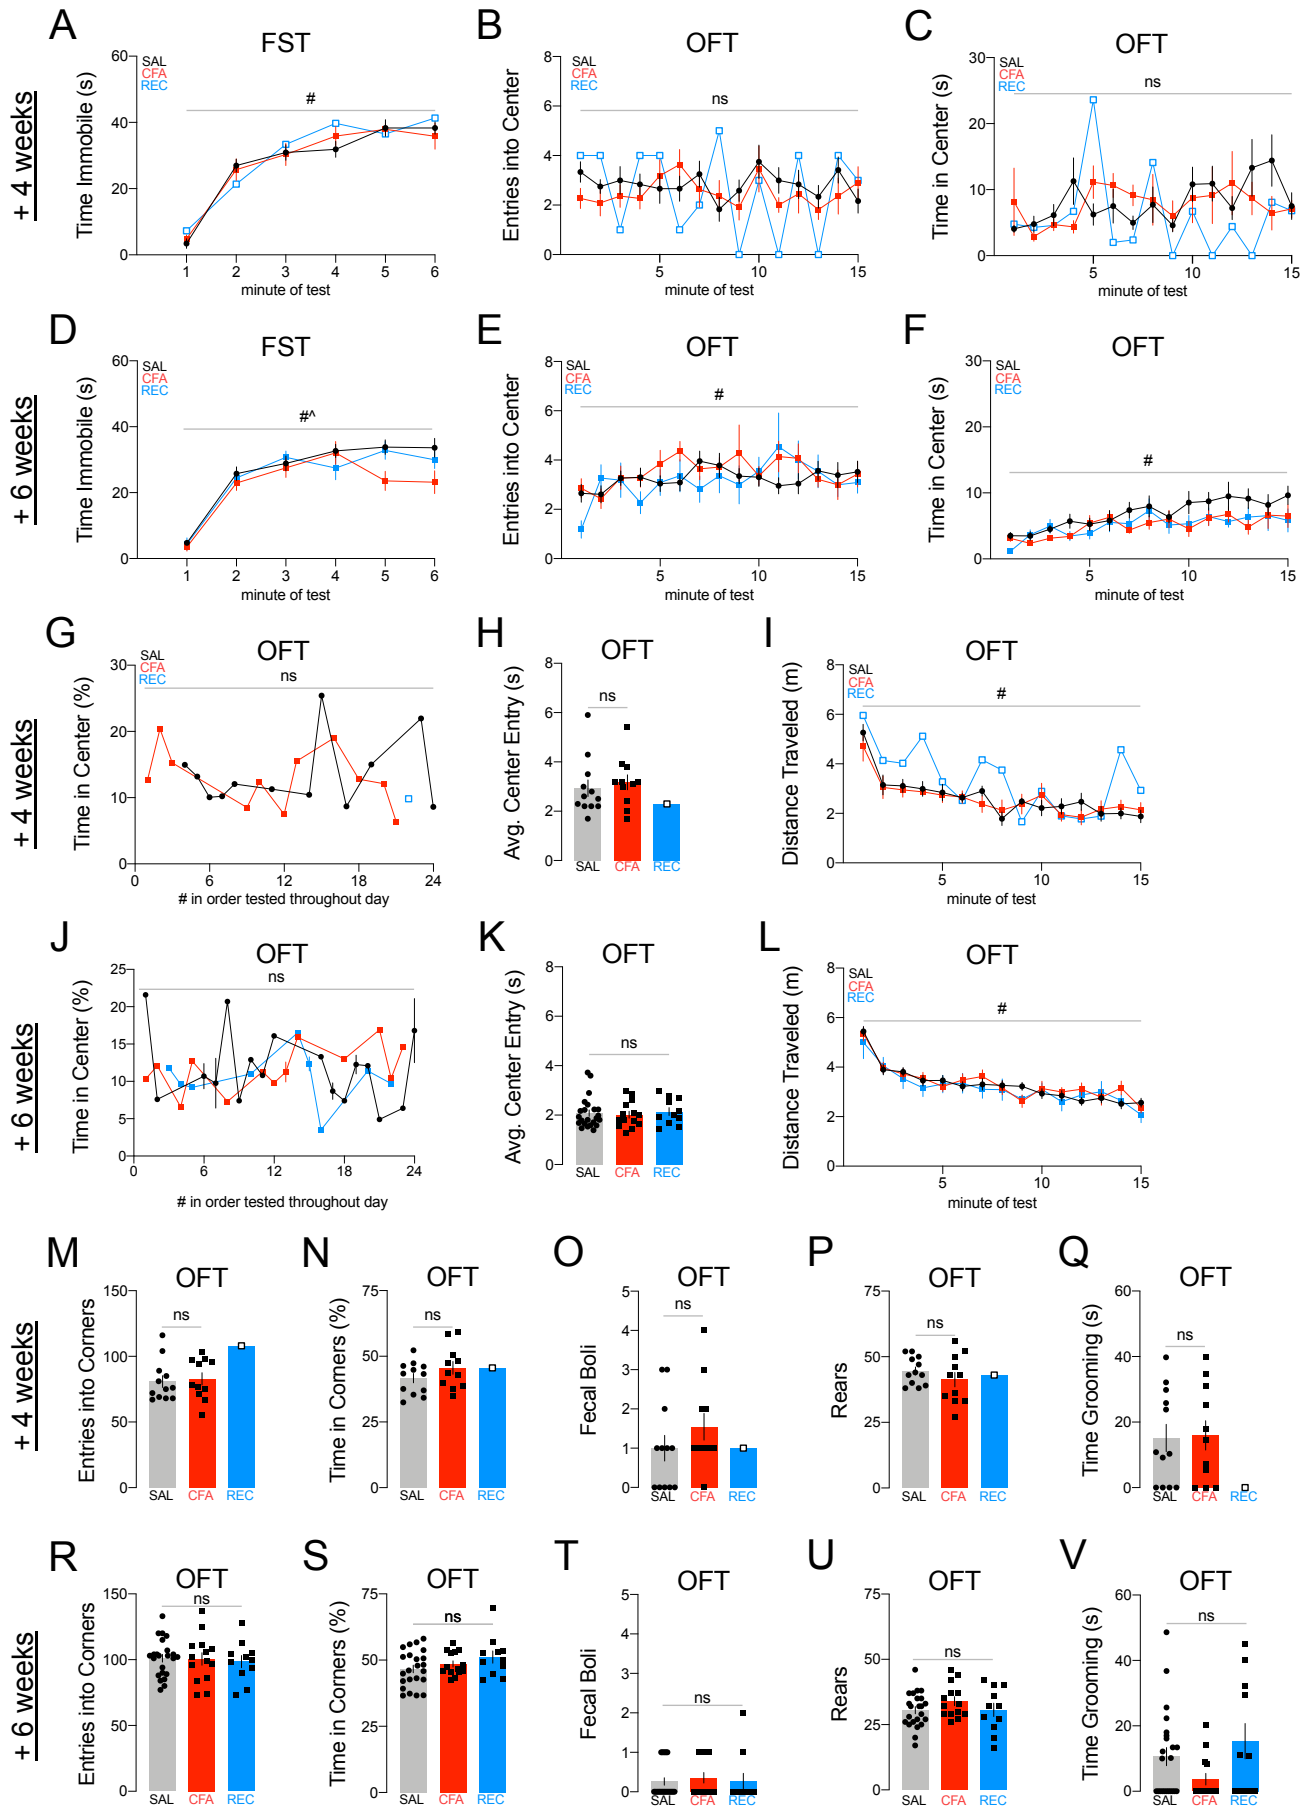 A
FST
+ 4 weeks
Time Immobile (s)
SAL
CFA
REC
#
60
40
20
0
1 2 3 4 5 6
minute of test
B
OFT
Entries into Center
SAL
CFA
REC
ns
8
6
4
2
0
5 10 15
minute of test
C
OFT
Time in Center (s)
SAL
CFA
REC
ns
30
20
10
0
5 10 15
minute of test
D
FST
+ 6 weeks
Time Immobile (s)
SAL
CFA
REC
#^
60
40
20
0
1 2 3 4 5 6
minute of test
E
OFT
Entries into Center
SAL
CFA
REC
#
8
6
4
2
0
5 10 15
minute of test
F
OFT
Time in Center (s)
SAL
CFA
REC
#
30
20
10
0
5 10 15
minute of test
G
OFT
+ 4 weeks
Time in Center (%)
SAL
CFA
REC
ns
30
20
10
0
0 6 12 18 24
# in order tested throughout day
H
OFT
Avg. Center Entry (s)
ns
8
6
4
2
0
SAL CFA REC
I
OFT
Distance Traveled (m)
SAL
CFA
REC
#
8
6
4
2
0
5 10 15
minute of test
J
OFT
+ 6 weeks
Time in Center (%)
ns
25
20
15
10
5
0
0 6 12 18 24
# in order tested throughout day
K
OFT
Avg. Center Entry (s)
ns
8
6
4
2
0
SAL CFA REC
L
OFT
Distance Traveled (m)
SAL
CFA
REC
#
8
6
4
2
0
5 10 15
minute of test
M
OFT
+ 4 weeks
Entries into Corners
ns
150
100
50
0
SAL CFA REC
N
OFT
Time in Corners (%)
ns
75
50
25
0
SAL CFA REC
O
OFT
Fecal Boli
ns
5
4
3
2
1
0
SAL CFA REC
P
OFT
Rears
ns
75
50
25
0
SAL CFA REC
Q
OFT
Time Grooming (s)
ns
60
40
20
0
SAL CFA REC
R
OFT
+ 6 weeks
Entries into Corners
ns
150
100
50
0
SAL CFA REC
S
OFT
Time in Corners (%)
ns
75
50
25
0
SAL CFA REC
T
OFT
Fecal Boli
ns
5
4
3
2
1
0
SAL CFA REC
U
OFT
Rears
ns
75
50
25
0
SAL CFA REC
V
OFT
Time Grooming (s)
ns
60
40
20
0
SAL CFA REC